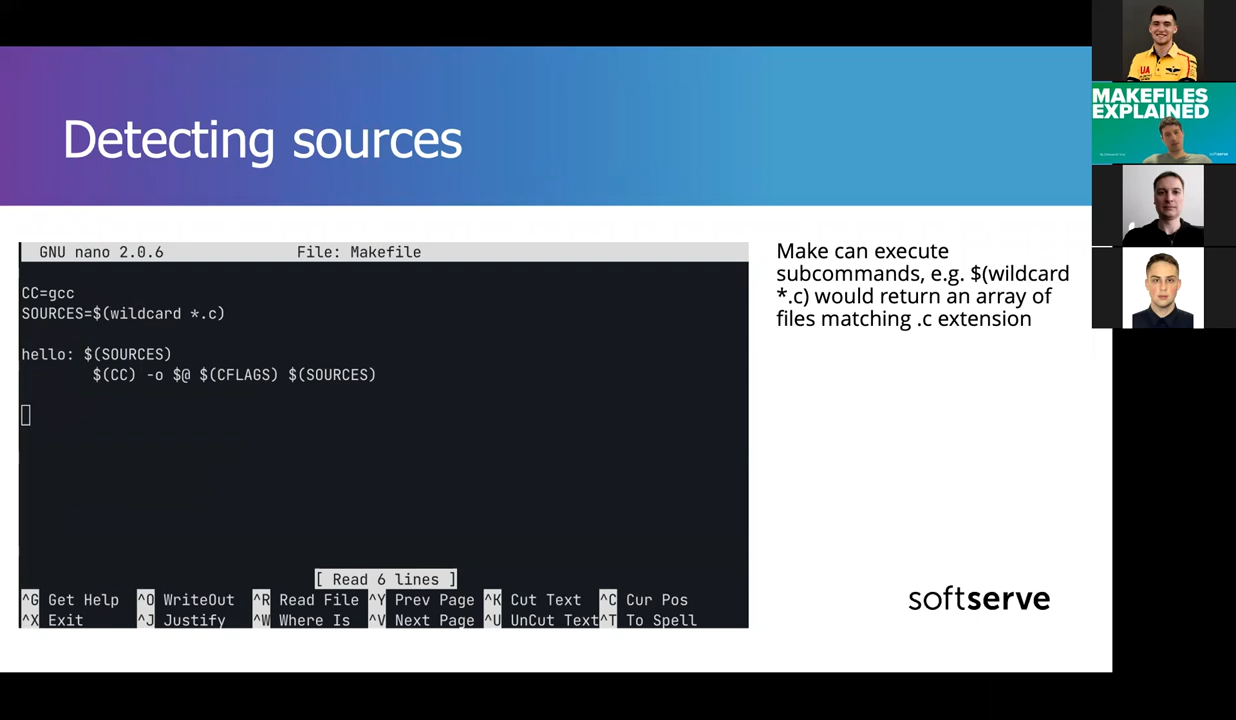 Detecting sources
GNU nano 2.0.6 File: Makefile
CC=gcc
SOURCES=$(wildcard *.c)
hello: $(SOURCES)
$(CC) -o $@ $(CFLAGS) $(SOURCES)
[ Read 6 lines ]
^G Get Help ^O WriteOut ^R Read File ^Y Prev Page ^K Cut Text ^C Cur Pos
^X Exit ^J Justify ^W Where Is ^V Next Page ^U UnCut Text ^T To Spell
Make can execute
subcommands, e.g. $(wildcard
*.c) would return an array of
files matching .c extension
softserve
UA
MAKEFILES
EXPLAINED
softserve